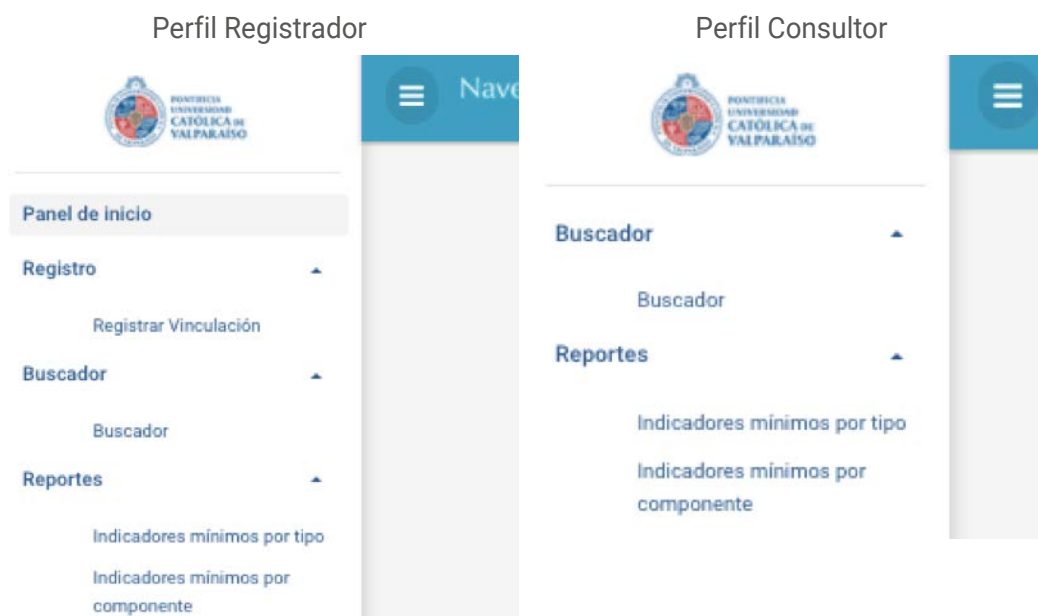 Perfil Registrador
PONTIFICIA
UNIVERSIDAD
CATÓLICA DE
VALPARAÍSO
Nave
Panel de inicio
Registro
Registrar Vinculación
Buscador
Buscador
Reportes
Indicadores mínimos por tipo
Indicadores mínimos por
componente
Perfil Consultor
PONTIFICIA
UNIVERSIDAD
CATÓLICA DE
VALPARAÍSO
Buscador
Buscador
Reportes
Indicadores mínimos por tipo
Indicadores mínimos por
componente